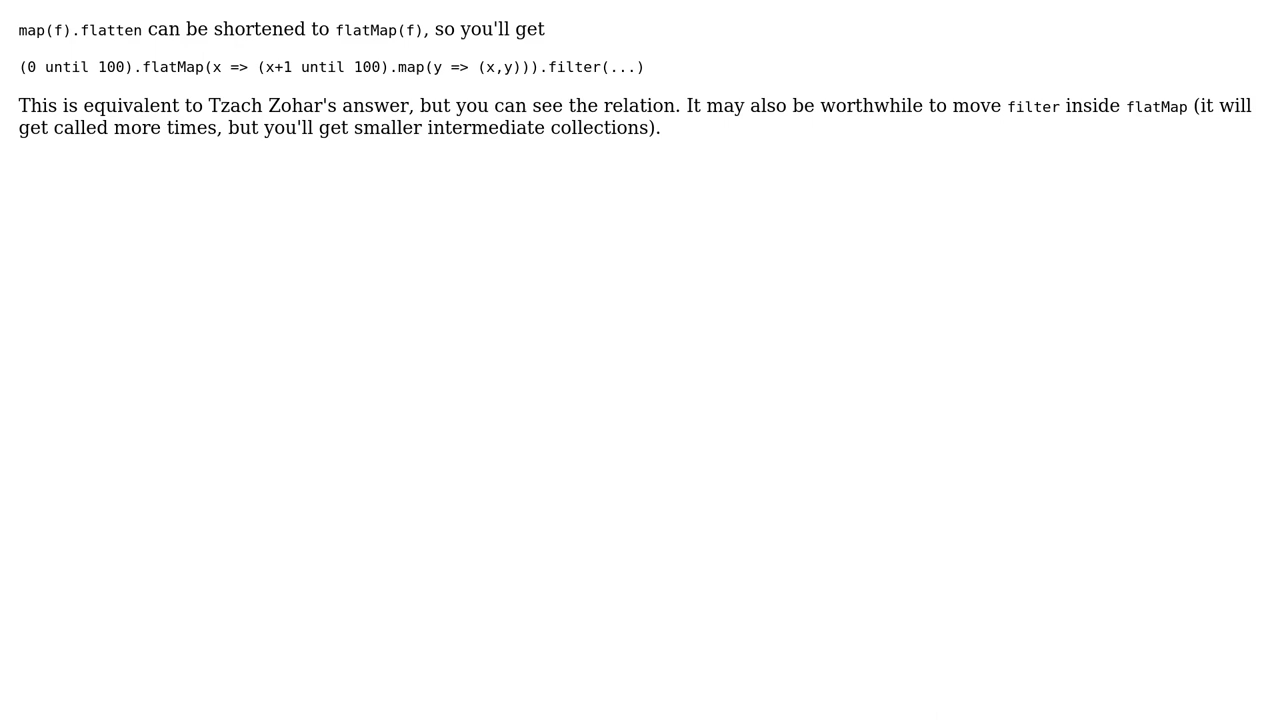 map(f).flatten can be shortened to flatMap(f), so you'll get
(0 until 100).flatMap(x => (x+1 until 100).map(y => (x,y))).filter(...)
This is equivalent to Tzach Zohar's answer, but you can see the relation. It may also be worthwhile to move filter inside flatMap (it will
get called more times, but you'll get smaller intermediate collections).